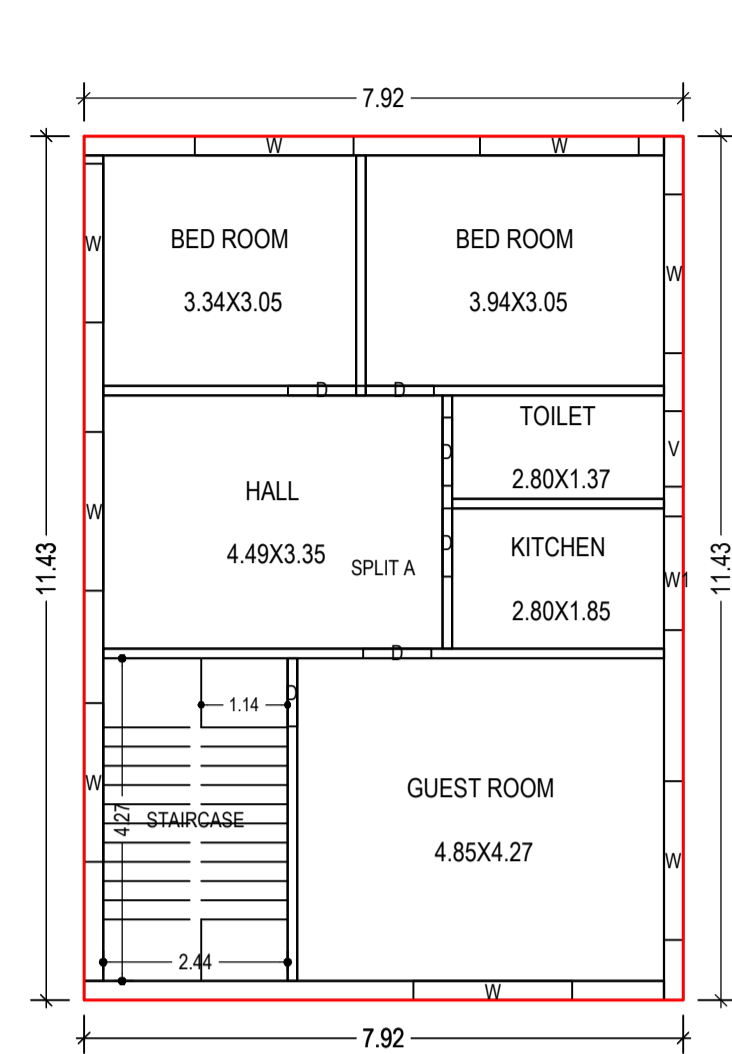 7.92
W
W
W
BED ROOM
BED ROOM
W
3.34X3.05
3.94X3.05
D
D
TOILET
V
D
2.80X1.37
HALL
W
KITCHEN
D
4.49X3.35
SPLIT A
11.43
11.43
W1
2.80X1.85
D
D
1.14
W
GUEST ROOM
4.27
STAIRCASE
4.85X4.27
W
2.44
W
7.92